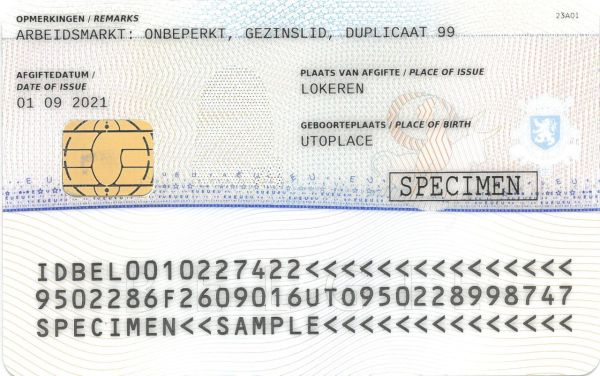 OPMERKINGEN / REMARKS
23A01
ARBEIDSMARKT: ONBEPERKT, GEZINSLID, DUPLICAAT 99
AFGIFTEDATUM /
DATE OF ISSUE
01 09 2021
PLAATS VAN AFGIFTE / PLACE OF ISSUE
LOKEREN
GEBOORTEPLAATS / PLACE OF BIRTH
UTOPLACE
SPECIMEN
IDBEL0010227422<<<<<<<<<<<<<<<
9502286F2609016UTO950228998747
SPECIMEN<<SAMPLE<<<<<<<<<<<<<<